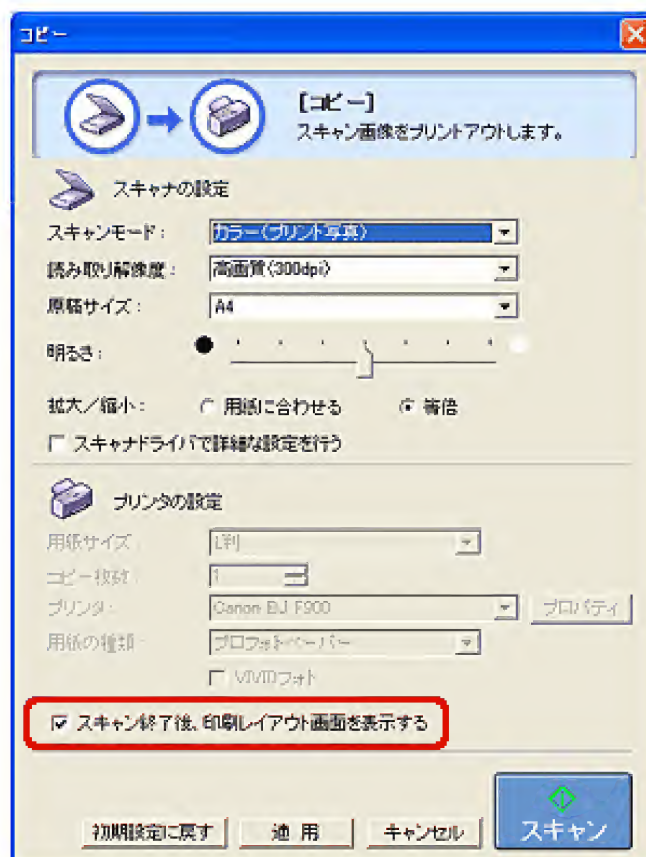 コピー
[コピー]
スキャン画像をプリントアウトします。
スキャナの設定
スキャンモード： カラー（プリント写真）
読み取り解像度： 高画質（300dpi）
原稿サイズ： A4
明るさ：
拡大／縮小： 用紙に合わせる 等倍
スキャナドライバで詳細な設定を行う
プリンタの設定
用紙サイズ： L判
コピー枚数： 1
プリンタ： Canon BJ F900 プロパティ
用紙の種類： プロフォトペーパー
VIVIDフォト
スキャン終了後、印刷レイアウト画面を表示する
初期設定に戻す 適 用 キャンセル スキャン